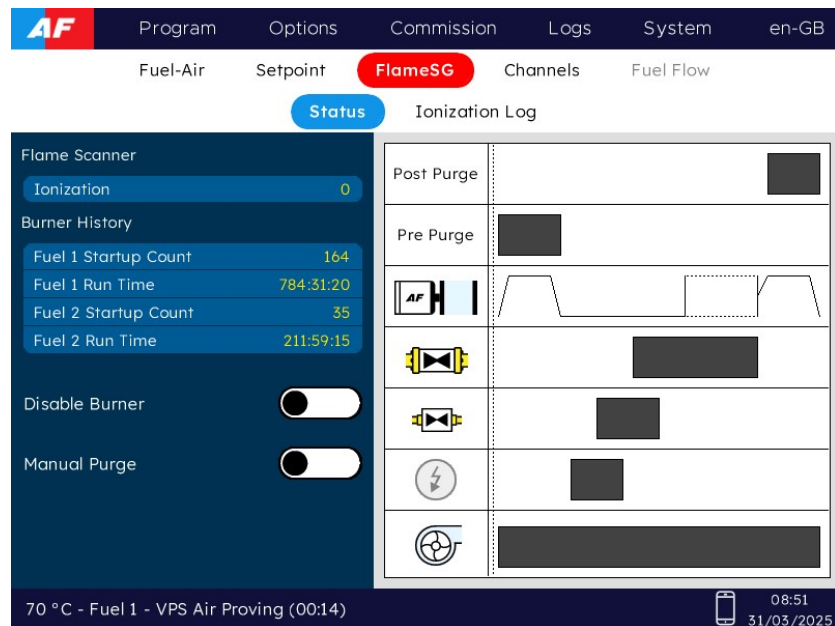 AF Program Options Commission Logs System en-GB
Fuel-Air Setpoint FlameSG Channels Fuel Flow
Status Ionization Log
Flame Scanner
Ionization 0
Burner History
Fuel 1 Startup Count 164
Fuel 1 Run Time 784:31:20
Fuel 2 Startup Count 35
Fuel 2 Run Time 211:59:15
Disable Burner
Manual Purge
Post Purge
Pre Purge
AF
70 °C - Fuel 1 - VPS Air Proving (00:14)
08:51
31/03/2025